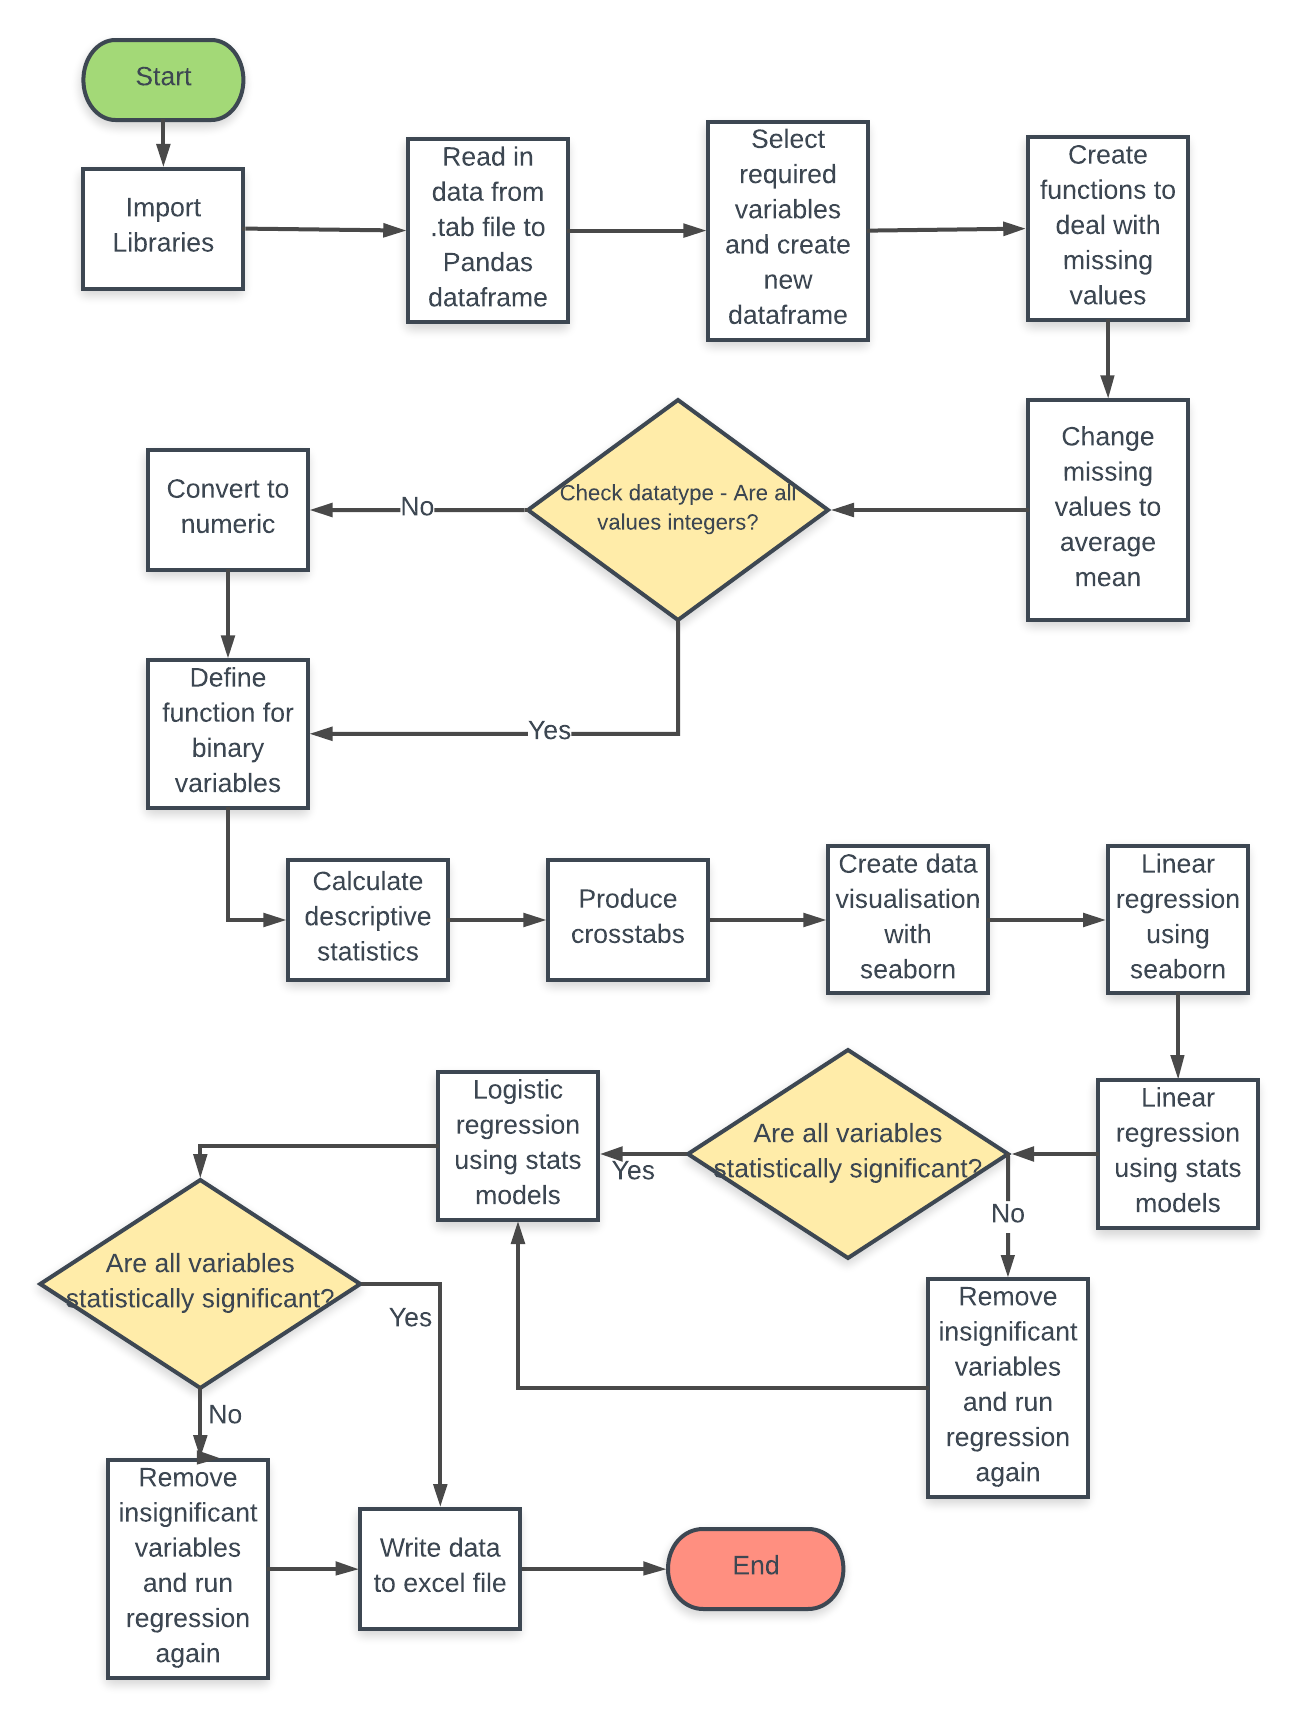 Start
Import
Libraries
Read in
data from
.tab file to
Pandas
dataframe
Select
required
variables
and create
new
dataframe
Create
functions to
deal with
missing
values
Change
missing
values to
average
mean
Check datatype - Are all
values integers?
No
Convert to
numeric
Yes
Define
function for
binary
variables
Calculate
descriptive
statistics
Produce
crosstabs
Create data
visualisation
with
seaborn
Linear
regression
using
seaborn
Linear
regression
using stats
models
Are all variables
statistically significant?
Yes
No
Remove
insignificant
variables
and run
regression
again
Logistic
regression
using stats
models
Are all variables
statistically significant?
Yes
No
Remove
insignificant
variables
and run
regression
again
Write data
to excel file
End